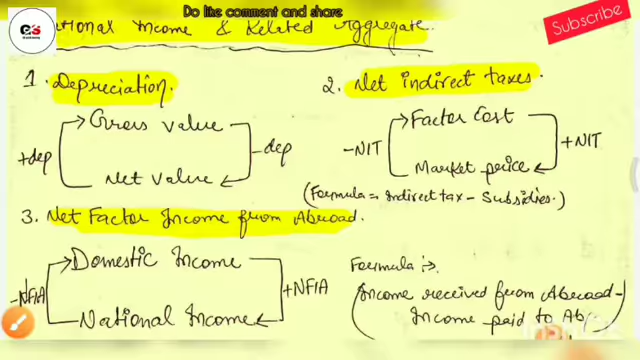 Do like comment and share
Subscribe
National Income & Related Aggregate.
1. Depreciation
2. Net indirect taxes.
Gross value
Factor Cost
+dep
-dep
-NIT
+NIT
Net value
Market price
(Formula = Indirect tax - Subsidies.)
3. Net Factor Income from Abroad.
Domestic Income
Formula :-
-NFIA
+NFIA
(Income received from Abroad -
National Income
Income paid to Ab